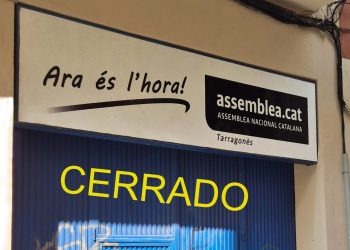 Ara és l'hora!
assemblea.cat
ASSEMBLEA NACIONAL CATALANA
Tarragonès
CERRADO